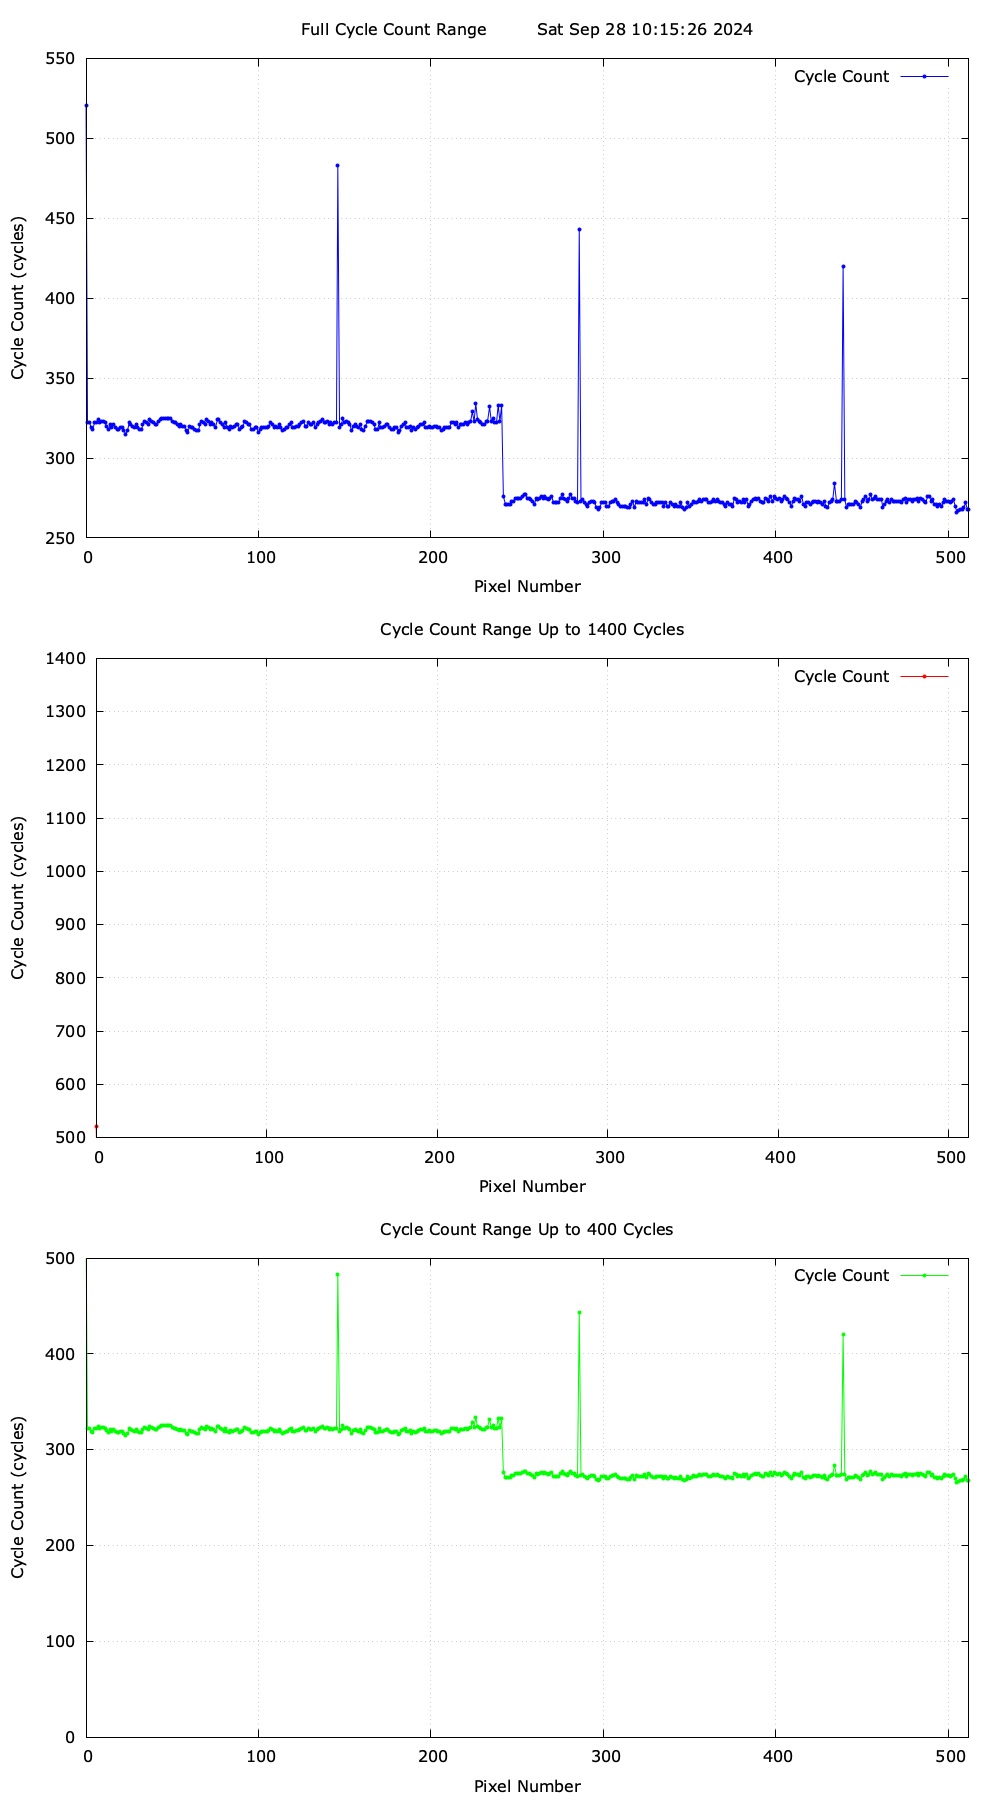 Full Cycle Count Range Sat Sep 28 10:15:26 2024
550
Cycle Count
500
450
400
350
300
250
Cycle Count (cycles)
0 100 200 300 400 500
Pixel Number
Cycle Count Range Up to 1400 Cycles
1400
Cycle Count
1300
1200
1100
1000
900
800
700
600
500
Cycle Count (cycles)
0 100 200 300 400 500
Pixel Number
Cycle Count Range Up to 400 Cycles
500
Cycle Count
400
300
200
100
0
Cycle Count (cycles)
0 100 200 300 400 500
Pixel Number